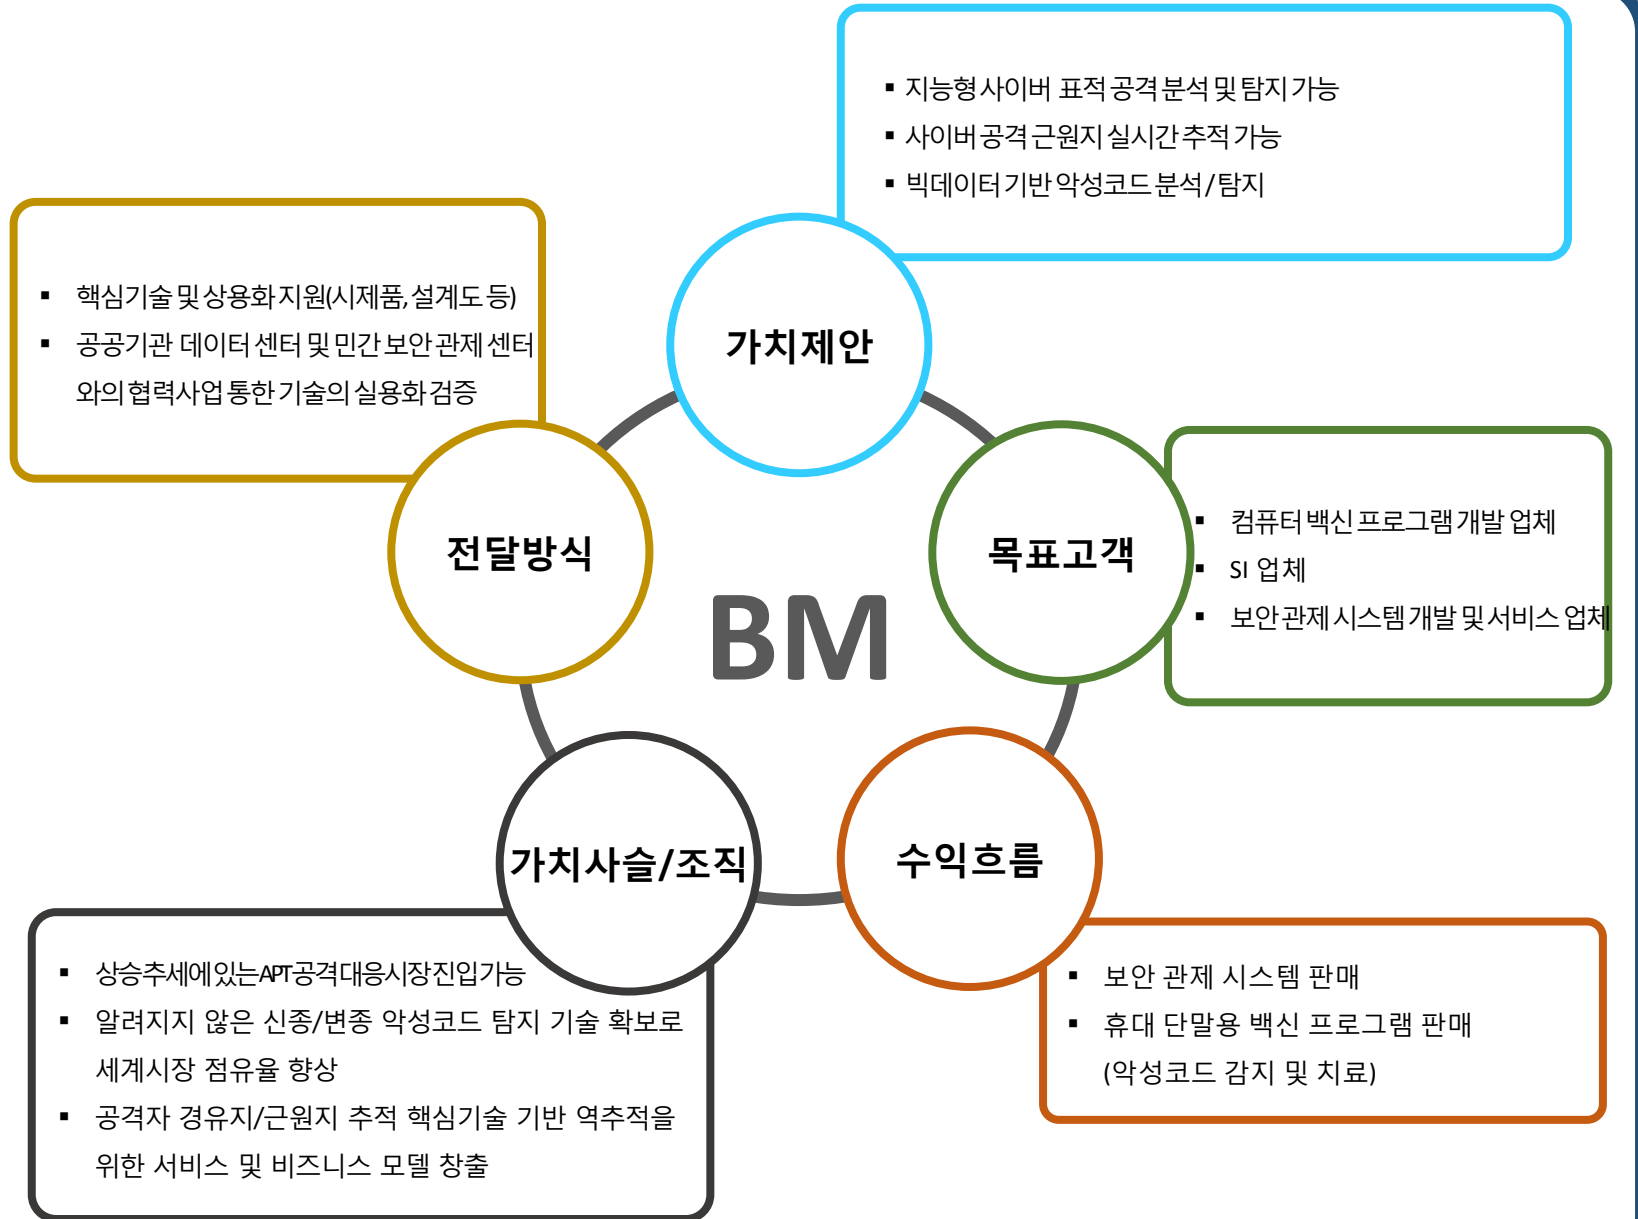 ▪ 지능형 사이버 표적 공격 분석 및 탐지 가능
▪ 사이버 공격 근원지 실시간 추적 가능
▪ 빅데이터 기반 악성코드 분석/탐지
가치제안
▪ 핵심기술 및 상용화 지원(시제품, 설계도 등)
▪ 공공기관 데이터 센터 및 민간 보안 관제 센터
와의 협력사업 통한 기술의 실용화 검증
전달방식
목표고객
▪ 컴퓨터 백신 프로그램 개발 업체
▪ SI 업체
▪ 보안 관제 시스템 개발 및 서비스 업체
BM
가치사슬/조직
▪ 상승추세에 있는 APT 공격 대응 시장 진입 가능
▪ 알려지지 않은 신종/변종 악성코드 탐지 기술 확보로
세계시장 점유율 향상
▪ 공격자 경유지/근원지 추적 핵심기술 기반 역추적을
위한 서비스 및 비즈니스 모델 창출
수익흐름
▪ 보안 관제 시스템 판매
▪ 휴대 단말용 백신 프로그램 판매
(악성코드 감지 및 치료)